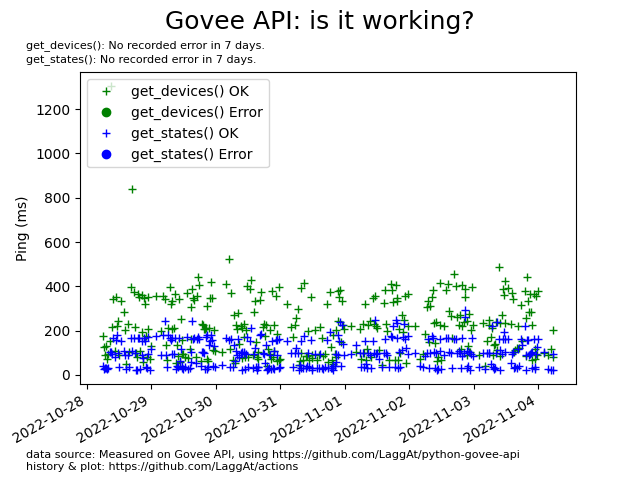 Govee API: is it working?
get_devices(): No recorded error in 7 days.
get_states(): No recorded error in 7 days.
get_devices() OK
get_devices() Error
get_states() OK
get_states() Error
Ping (ms)
1200
1000
800
600
400
200
0
2022-10-28
2022-10-29
2022-10-30
2022-10-31
2022-11-01
2022-11-02
2022-11-03
2022-11-04
data source: Measured on Govee API, using https://github.com/LaggAt/python-govee-api
history & plot: https://github.com/LaggAt/actions